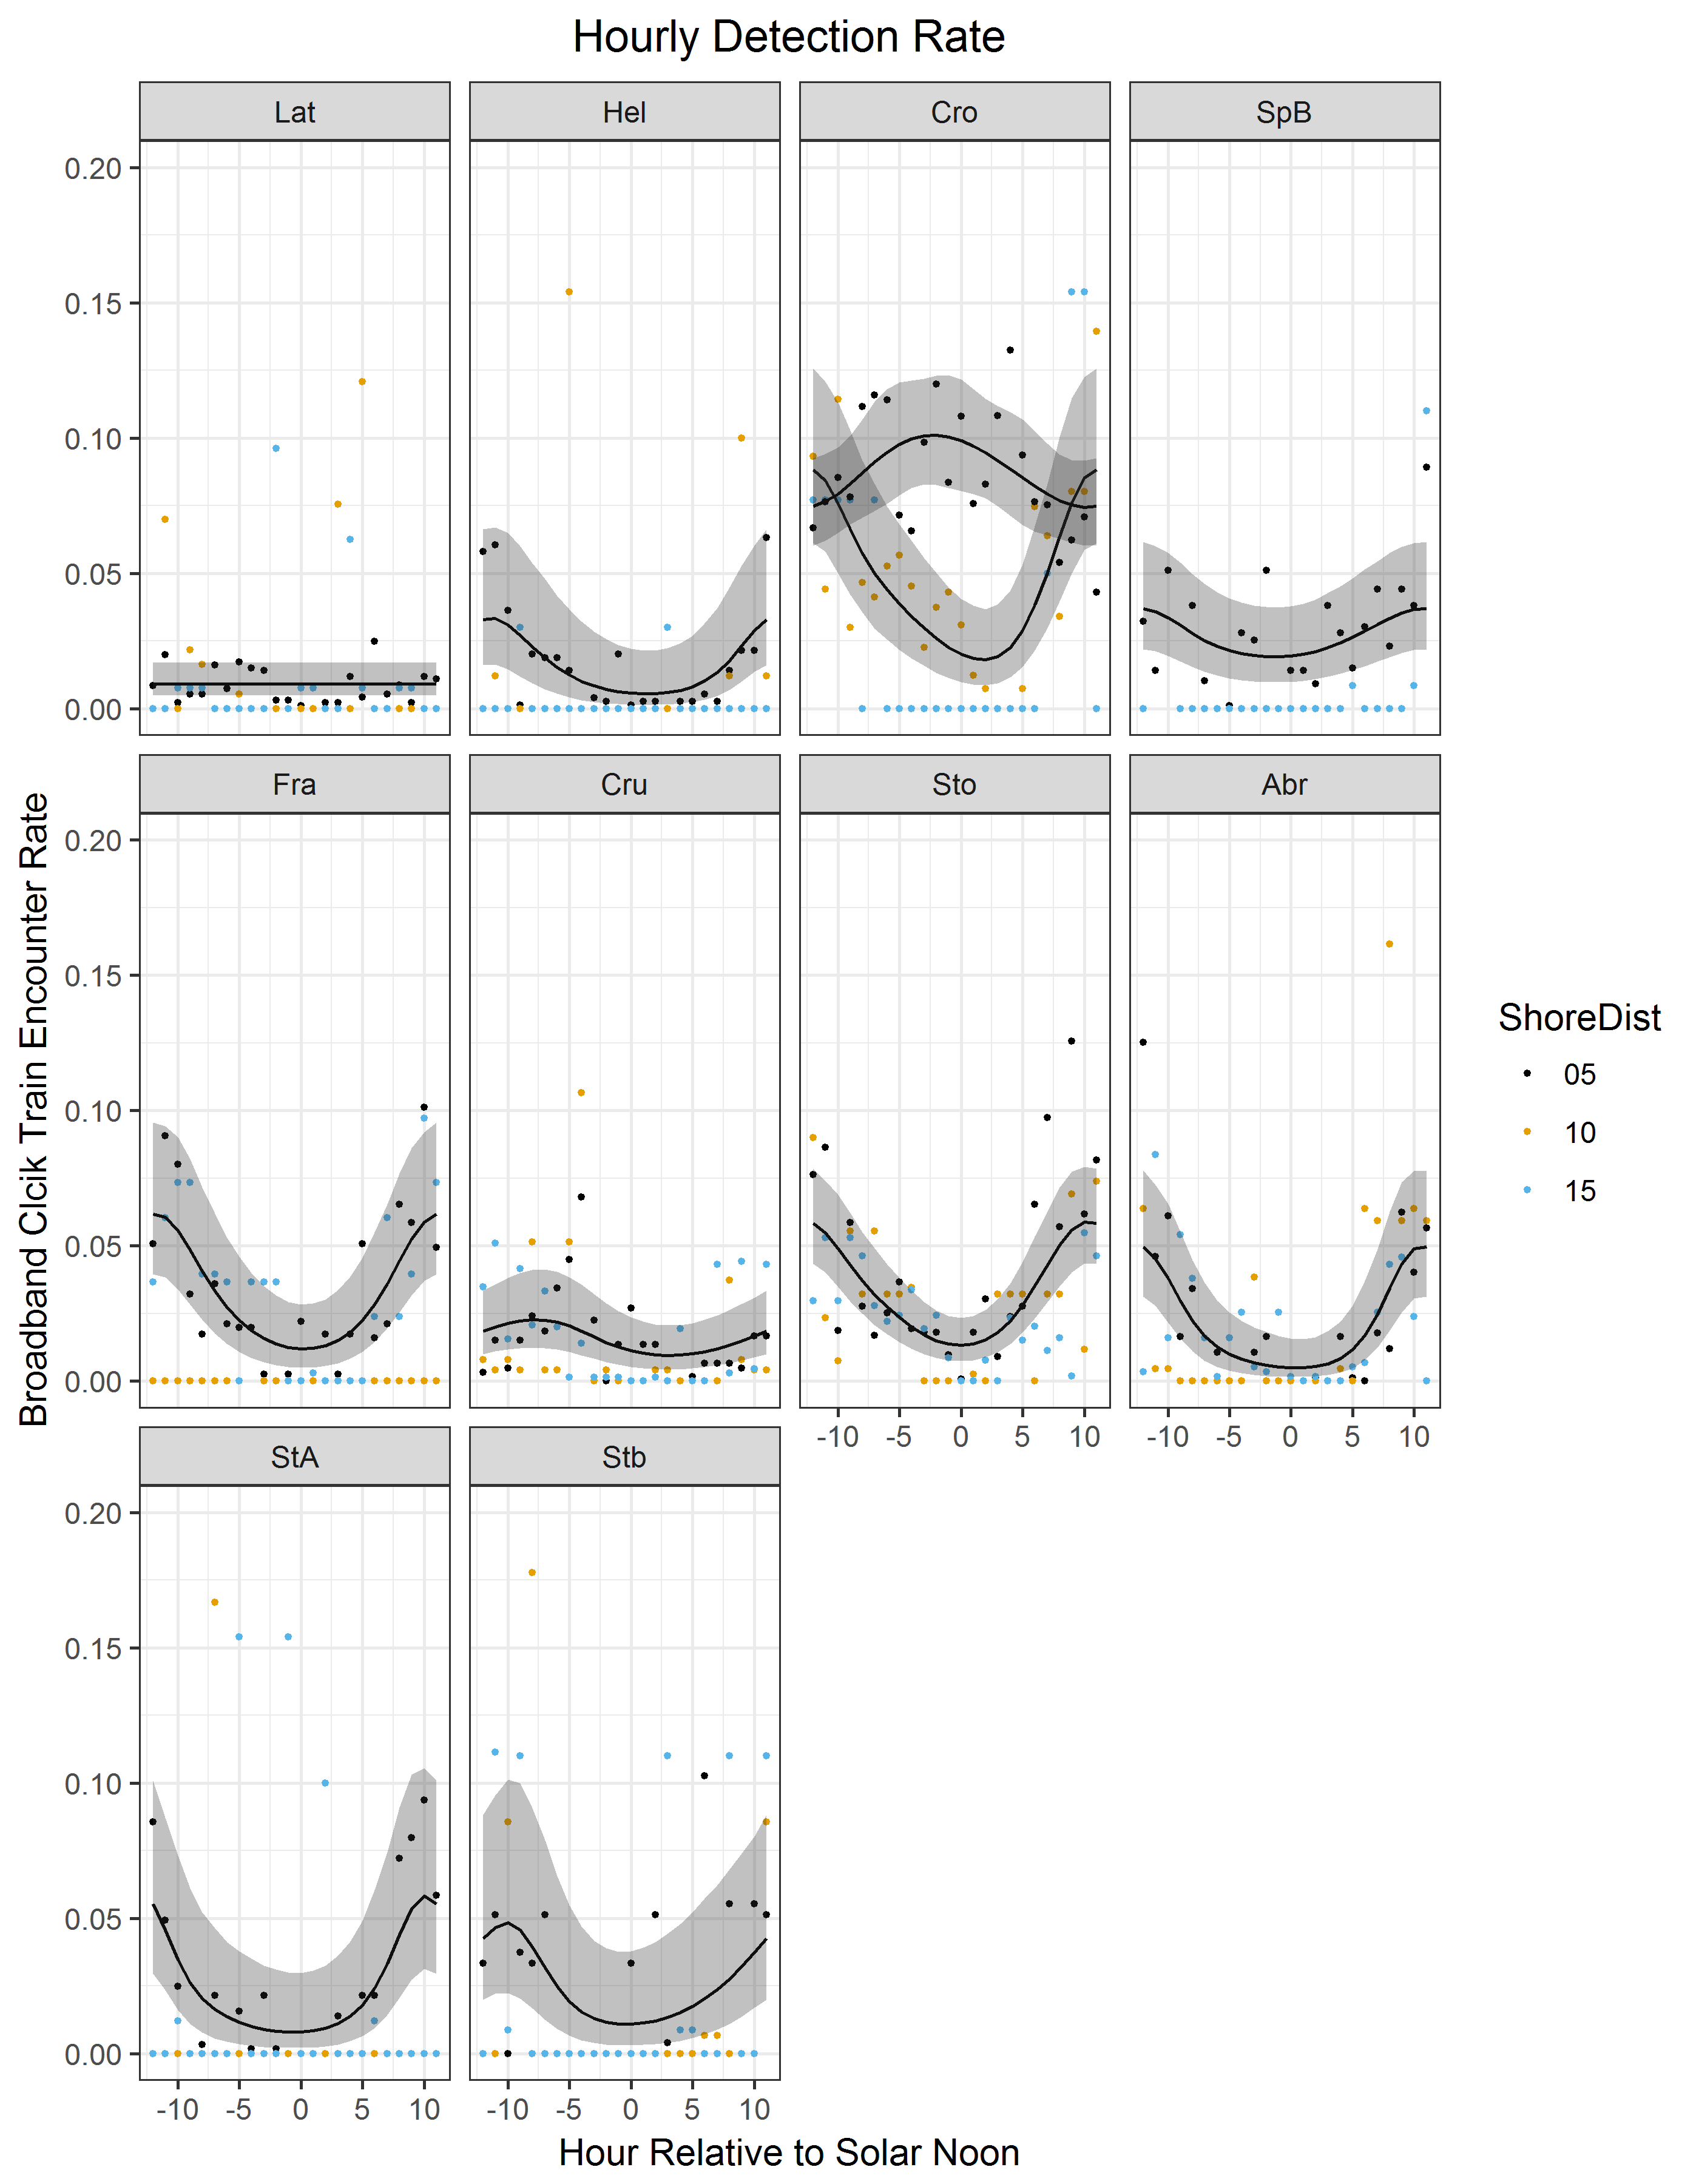 Hourly Detection Rate
Lat Hel Cro SpB
0.20
0.15
0.10
0.05
0.00
Fra Cru Sto Abr
0.20
0.15
0.10
0.05
0.00
-10 -5 0 5 10 -10 -5 0 5 10
StA Stb
0.20
0.15
0.10
0.05
0.00
-10 -5 0 5 10 -10 -5 0 5 10
Hour Relative to Solar Noon
Broadband Clcik Train Encounter Rate
ShoreDist
05
10
15